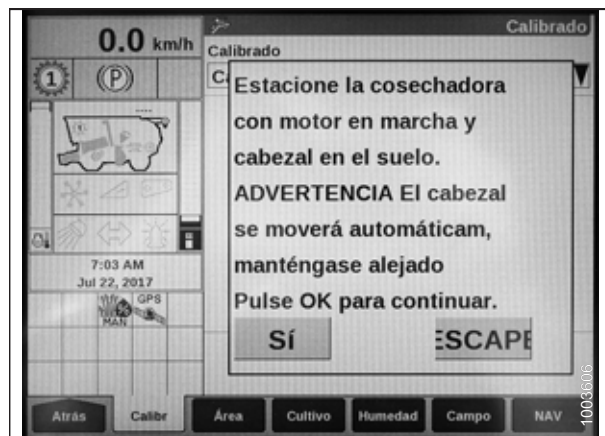 0.0 km/h
Calibrado
Calibrado
1
(P)
Estacione la cosechadora
con motor en marcha y
cabezal en el suelo.
ADVERTENCIA El cabezal
se moverá automáticam,
manténgase alejado
Pulse OK para continuar.
Sí
ESCAPE
7:03 AM
Jul 22, 2017
GPS
MAN
Atrás
Calibr
Área
Cultivo
Humedad
Campo
NAV
1003606